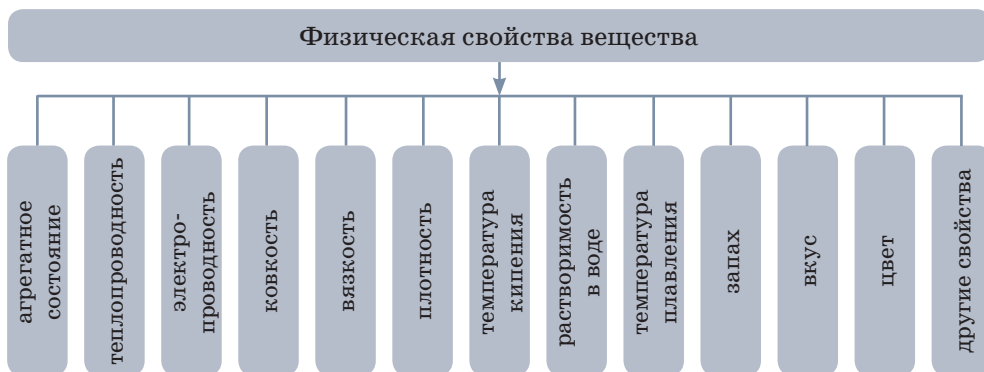 Физическая свойства вещества
агрегатное
состояние
теплопроводность
электро-
проводность
ковкость
вязкость
плотность
температура
кипения
растворимость
в воде
температура
плавления
запах
вкус
цвет
другие свойства